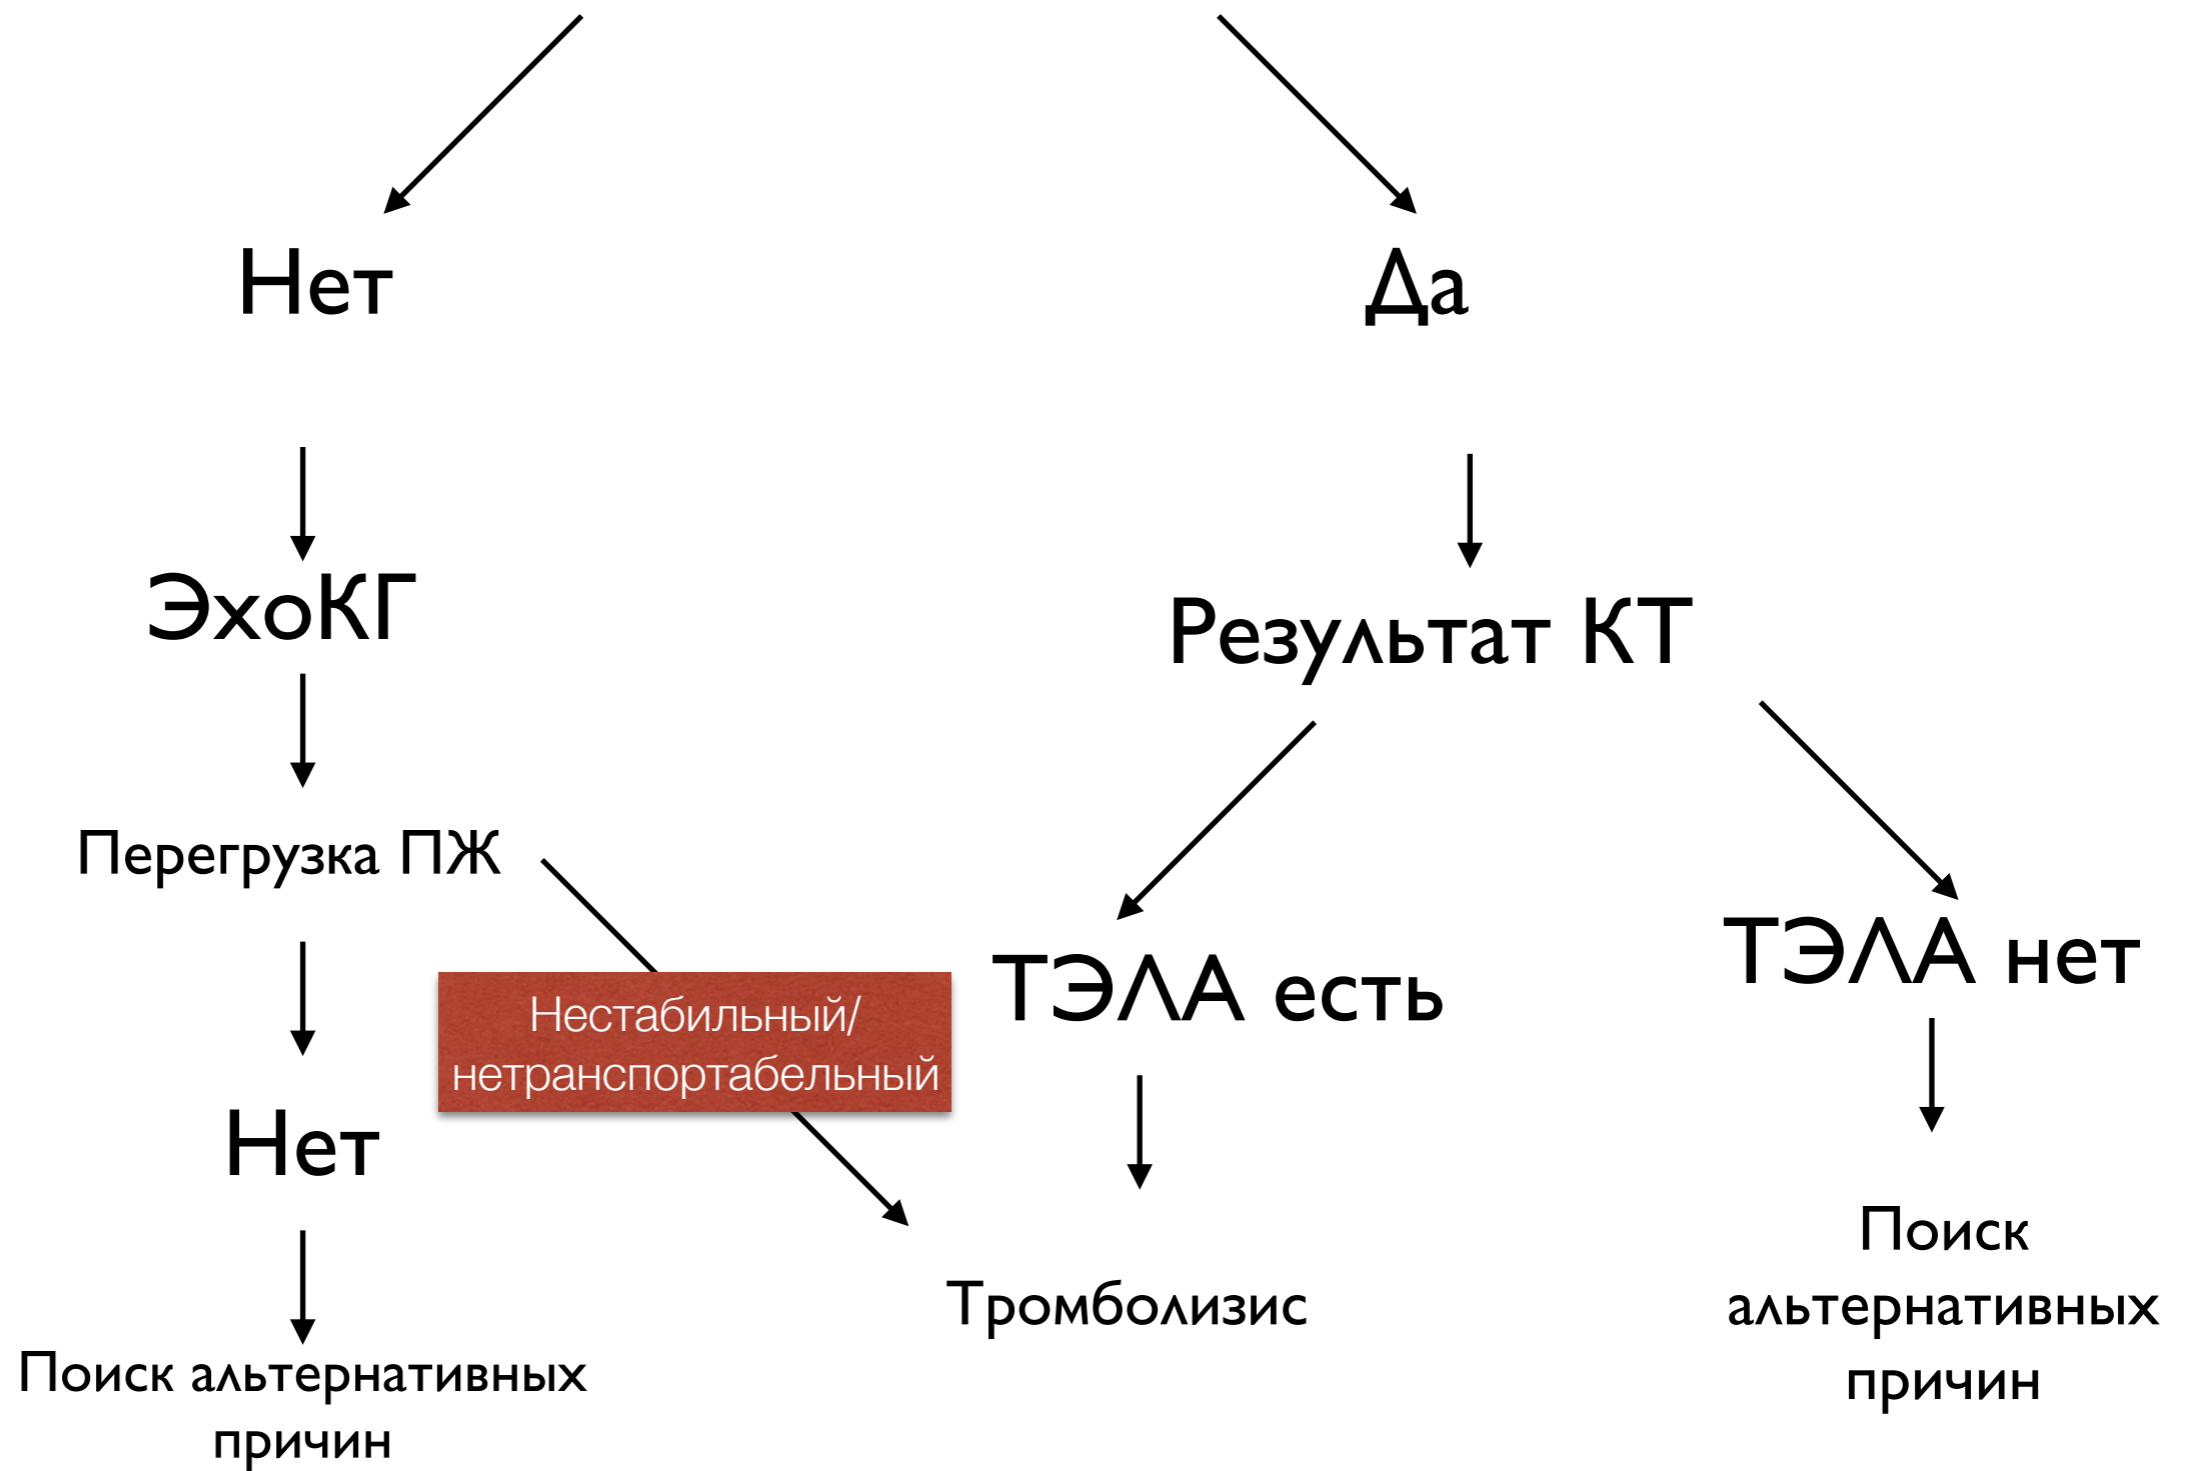 Нет
Да
ЭхоКГ
Результат КТ
Перегрузка ПЖ
Нестабильный/
нетранспортабельный
ТЭЛА есть
ТЭЛА нет
Нет
Тромболизис
Поиск
альтернативных
причин
Поиск альтернативных
причин